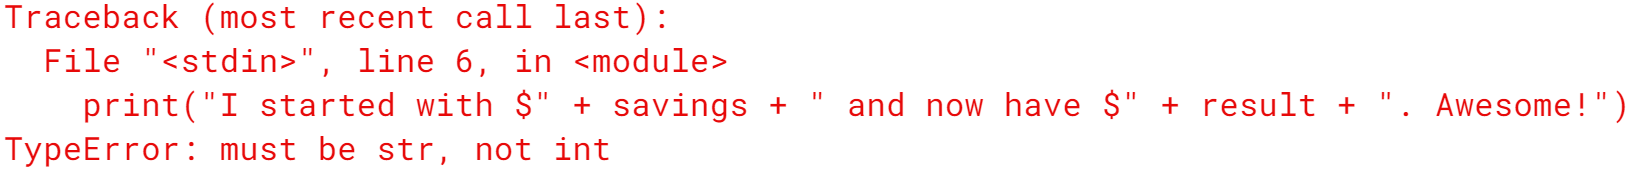 Traceback (most recent call last):
  File "<stdin>", line 6, in <module>
    print("I started with $" + savings + " and now have $" + result + ". Awesome!")
TypeError: must be str, not int